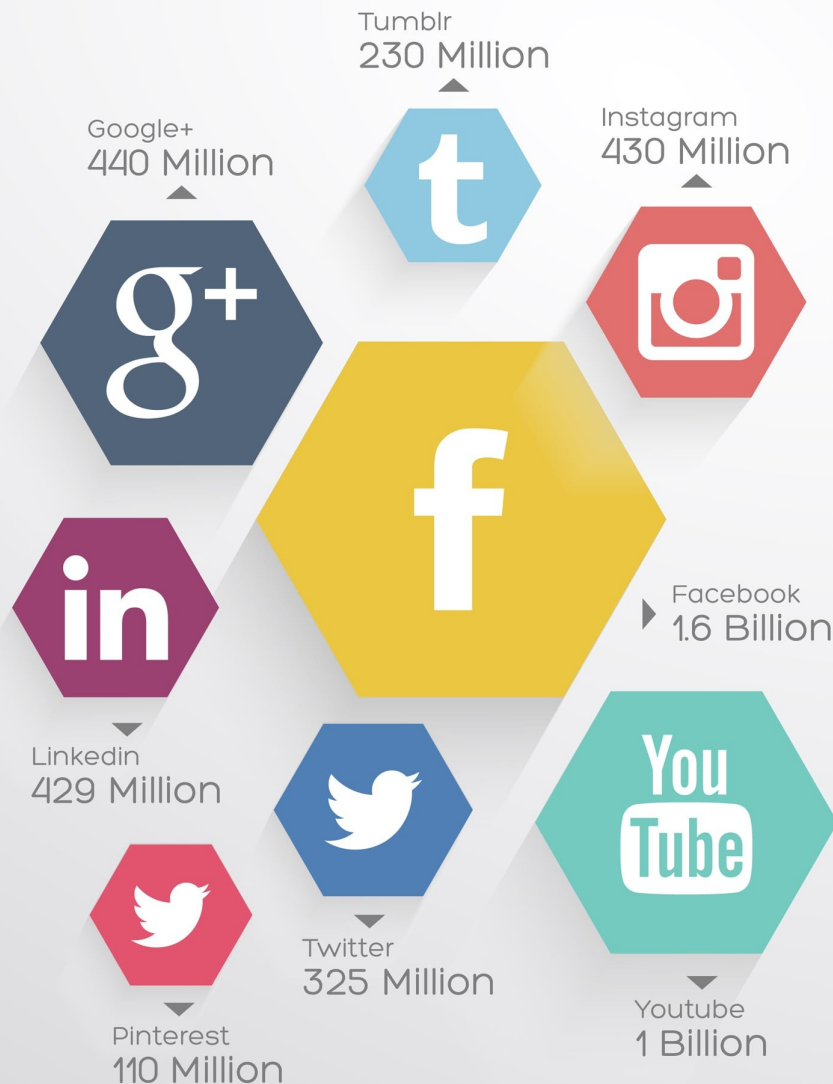 Tumblr
230 Million
Google+
440 Million
Instagram
430 Million
t
g+
f
in
Facebook
1.6 Billion
Linkedin
429 Million
You
Tube
Twitter
325 Million
Pinterest
110 Million
Youtube
1 Billion